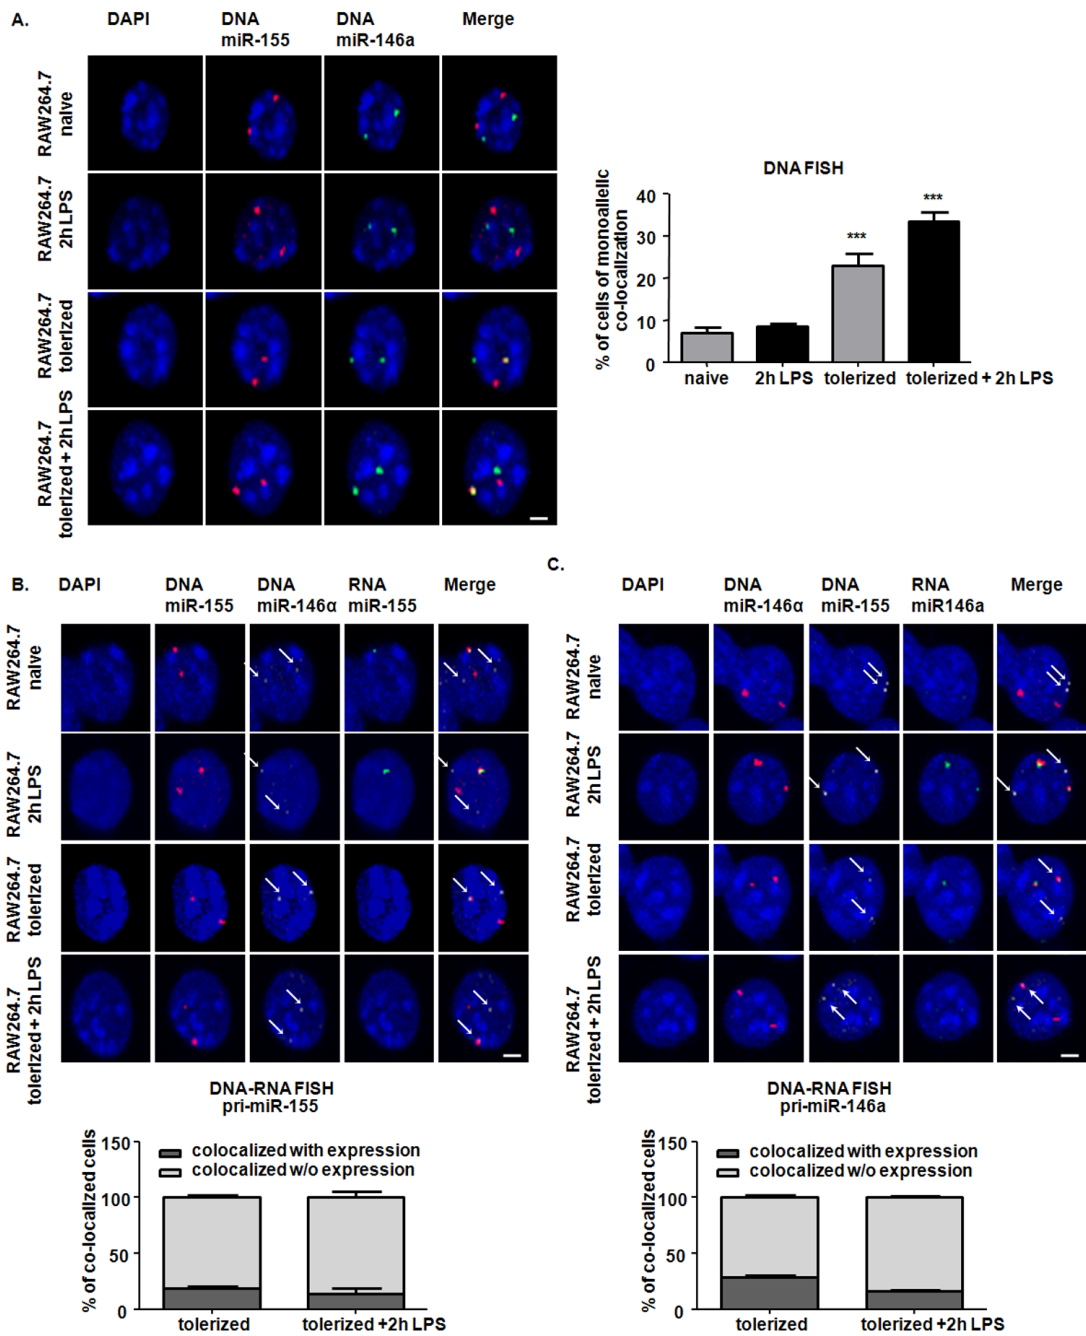 A.
DAPI
DNA
miR-155
DNA
miR-146a
Merge
RAW264.7
naive
RAW264.7
2h LPS
RAW264.7
tolerized
RAW264.7
tolerized + 2h LPS
DNA FISH
% of cells of monoallelic
co-localization
40
30
20
10
0
***
***
naive
2h LPS
tolerized
tolerized + 2h LPS
B.
DAPI
DNA
miR-155
DNA
miR-146α
RNA
miR-155
Merge
RAW264.7
naive
RAW264.7
2h LPS
RAW264.7
tolerized
RAW264.7
tolerized + 2h LPS
DNA-RNA FISH
pri-miR-155
% of co-localized cells
150
100
50
0
colocalized with expression
colocalized w/o expression
tolerized
tolerized +2h LPS
C.
DAPI
DNA
miR-146α
DNA
miR-155
RNA
miR146a
Merge
RAW264.7
naive
RAW264.7
2h LPS
RAW264.7
tolerized
RAW264.7
tolerized + 2h LPS
DNA-RNA FISH
pri-miR-146a
% of co-localized cells
150
100
50
0
colocalized with expression
colocalized w/o expression
tolerized
tolerized +2h LPS